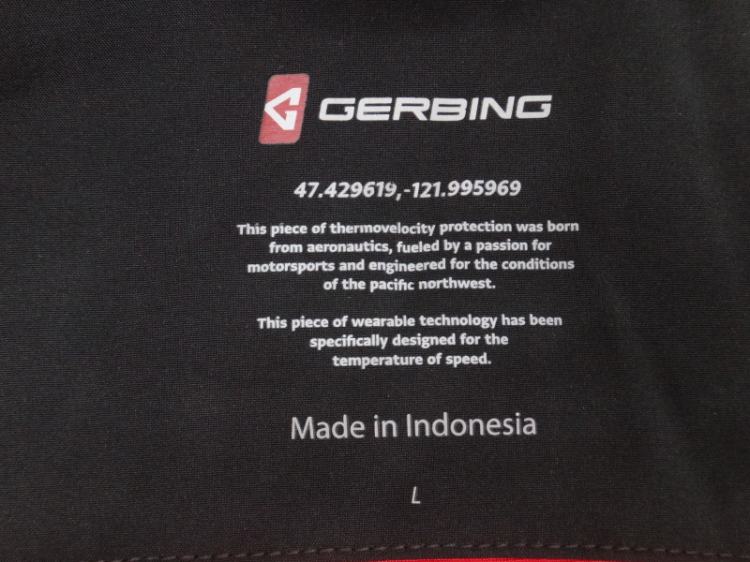 GERBING
47.429619,-121.995969
This piece of thermovelocity protection was born
from aeronautics, fueled by a passion for
motorsports and engineered for the conditions
of the pacific northwest.
This piece of wearable technology has been
specifically designed for the
temperature of speed.
Made in Indonesia
L